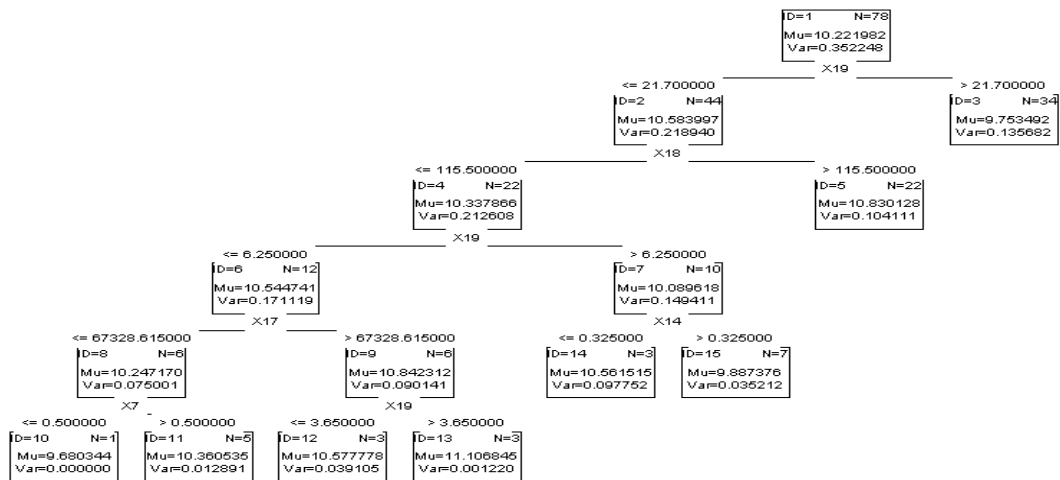 ID=1 N=78
Mu=10.221982
Var=0.352248
X19
<= 21.700000 > 21.700000
ID=2 N=44 ID=3 N=34
Mu=10.583997 Mu=9.753492
Var=0.218940 Var=0.135682
X18
<= 115.500000 > 115.500000
ID=4 N=22 ID=5 N=22
Mu=10.337866 Mu=10.830128
Var=0.212608 Var=0.104111
X19
<= 6.250000 > 6.250000
ID=6 N=12 ID=7 N=10
Mu=10.544741 Mu=10.089618
Var=0.171119 Var=0.149411
X17 X14
<= 67328.615000 > 67328.615000 <= 0.325000 > 0.325000
ID=8 N=6 ID=9 N=6 ID=14 N=3 ID=15 N=7
Mu=10.247170 Mu=10.842312 Mu=10.561515 Mu=9.887376
Var=0.075001 Var=0.090141 Var=0.097752 Var=0.035212
X7 X19
<= 0.500000 > 0.500000 <= 3.650000 > 3.650000
ID=10 N=1 ID=11 N=5 ID=12 N=3 ID=13 N=3
Mu=9.680344 Mu=10.360535 Mu=10.577778 Mu=11.106845
Var=0.000000 Var=0.012891 Var=0.039105 Var=0.001220